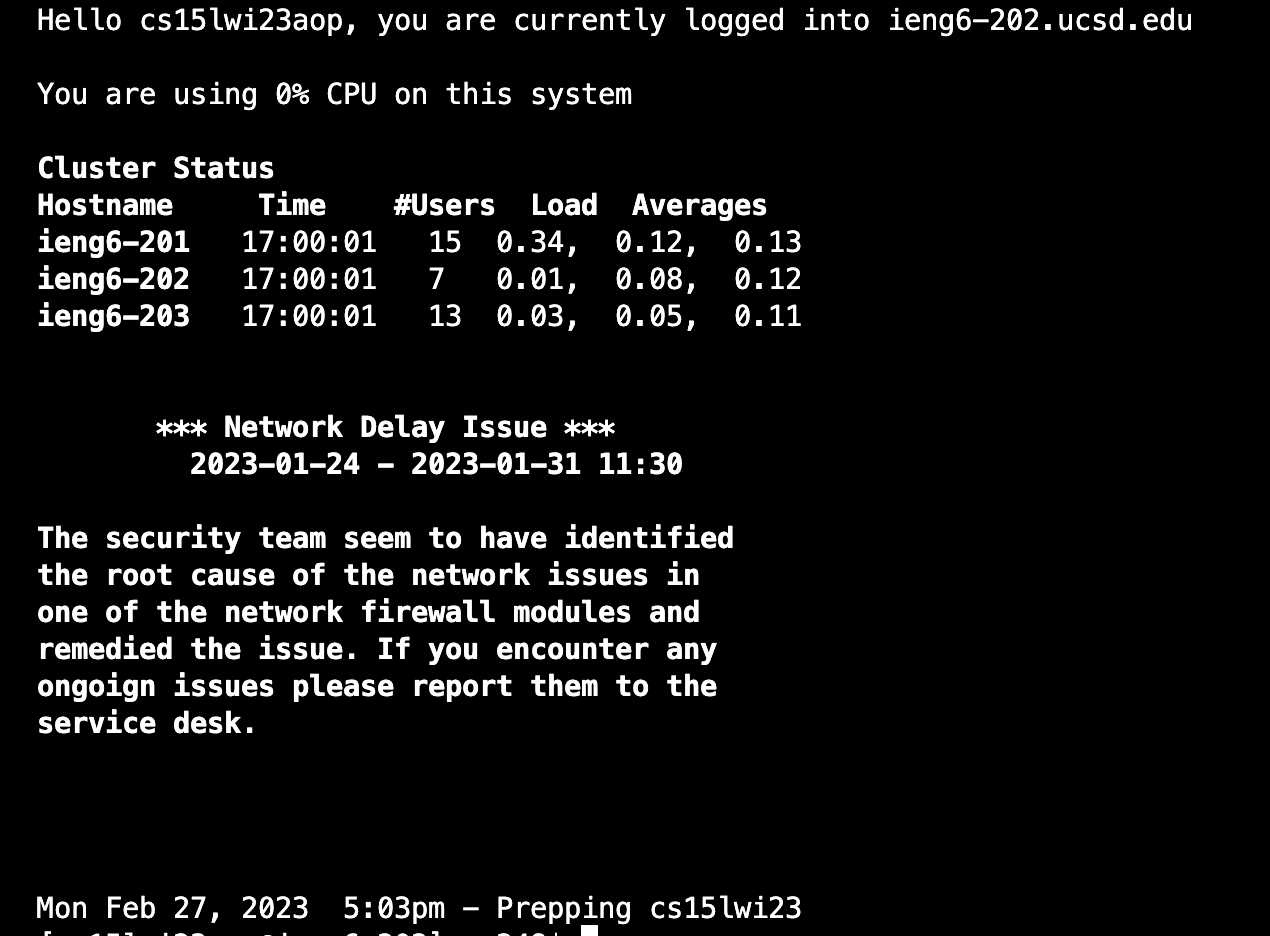 Hello cs15lwi23aop, you are currently logged into ieng6-202.ucsd.edu
You are using 0% CPU on this system
Cluster Status
Hostname     Time    #Users  Load  Averages
ieng6-201   17:00:01   15  0.34,  0.12,  0.13
ieng6-202   17:00:01   7   0.01,  0.08,  0.12
ieng6-203   17:00:01   13  0.03,  0.05,  0.11
*** Network Delay Issue ***
2023-01-24 - 2023-01-31 11:30
The security team seem to have identified
the root cause of the network issues in
one of the network firewall modules and
remedied the issue. If you encounter any
ongoign issues please report them to the
service desk.
Mon Feb 27, 2023  5:03pm - Prepping cs15lwi23